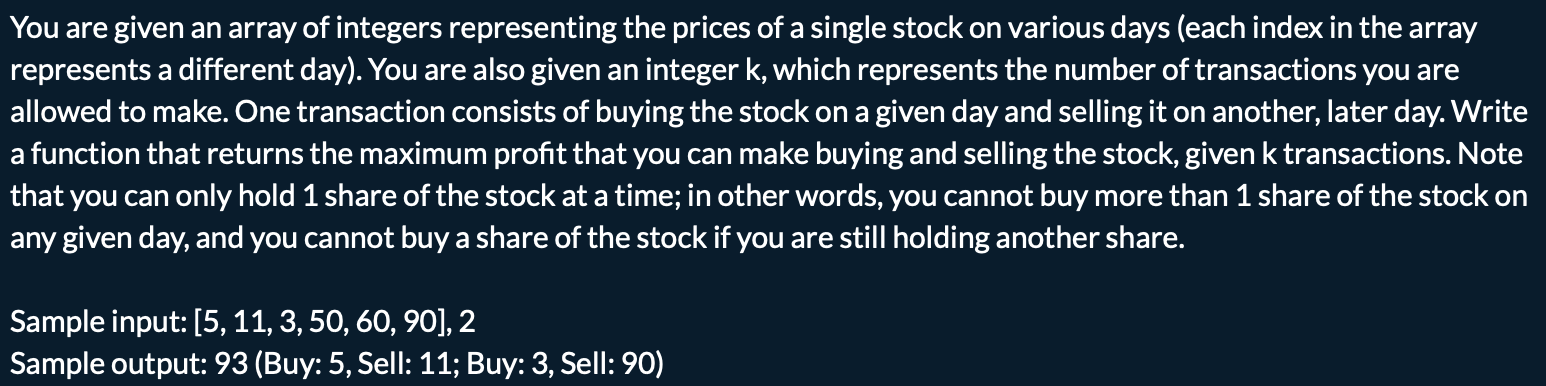 You are given an array of integers representing the prices of a single stock on various days (each index in the array
represents a different day). You are also given an integer k, which represents the number of transactions you are
allowed to make. One transaction consists of buying the stock on a given day and selling it on another, later day. Write
a function that returns the maximum profit that you can make buying and selling the stock, given k transactions. Note
that you can only hold 1 share of the stock at a time; in other words, you cannot buy more than 1 share of the stock on
any given day, and you cannot buy a share of the stock if you are still holding another share.
Sample input: [5, 11, 3, 50, 60, 90], 2
Sample output: 93 (Buy: 5, Sell: 11; Buy: 3, Sell: 90)